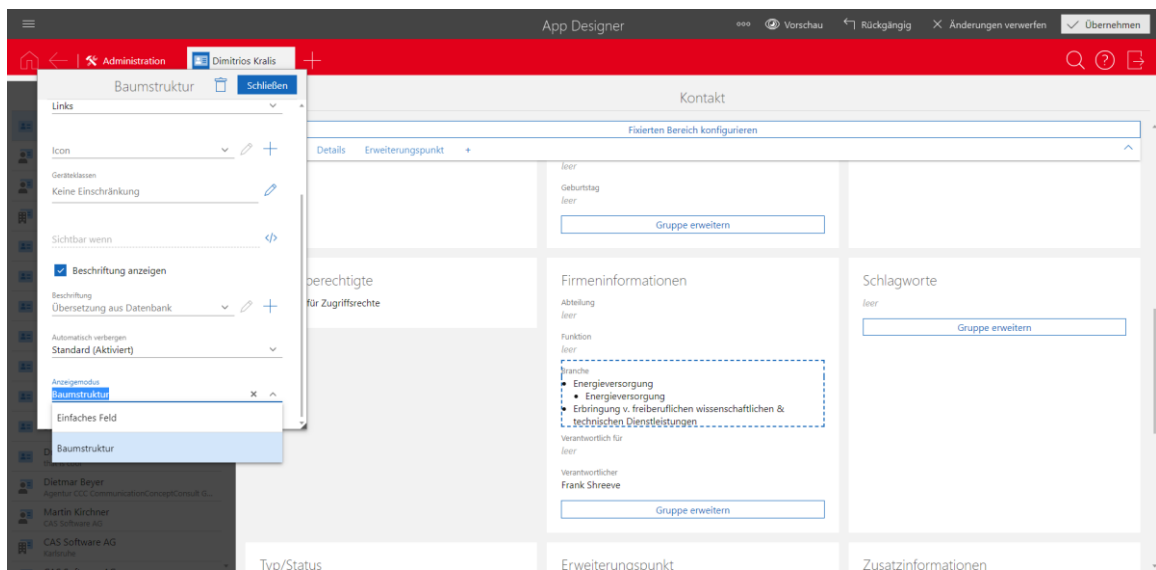 App Designer
Vorschau
Rückgängig
Änderungen verwerfen
Übernehmen
Administration
Dimitrios Kralis
Baumstruktur
Schließen
Links
Icon
Geräteklassen
Keine Einschränkung
Sichtbar wenn
</>
Beschriftung anzeigen
Beschriftung
Übersetzung aus Datenbank
Automatisch verbergen
Standard (Aktiviert)
Anzeigemodus
Baumstruktur
Einfaches Feld
Baumstruktur
Dietmar Beyer
Agentur CCC CommunicationConceptConsult G...
Martin Kirchner
CAS Software AG
CAS Software AG
Karlsruhe
Kontakt
Fixierten Bereich konfigurieren
Details
Erweiterungspunkt
+
leer
Geburtstag
leer
Gruppe erweitern
berechtigte
für Zugriffsrechte
Firmeninformationen
Abteilung
leer
Funktion
leer
Branche
• Energieversorgung
• Energieversorgung
• Erbringung v. freiberuflichen wissenschaftlichen &
technischen Dienstleistungen
Verantwortlich für
leer
Verantwortlicher
Frank Shreeve
Gruppe erweitern
Schlagworte
leer
Gruppe erweitern
Typ/Status
Erweiterungspunkt
Zusatzinformationen